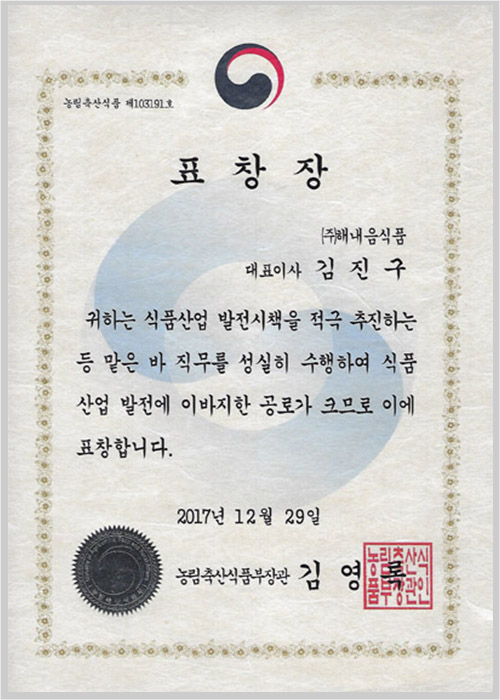 농림축산식품 제103191호
표창장
(주)해내음식품
대표이사 김진구
귀하는 식품산업 발전시책을 적극 추진하는
등 맡은 바 직무를 성실히 수행하여 식품
산업 발전에 이바지한 공로가 크므로 이에
표창합니다.
2017년 12월 29일
농림축산식품부장관 김영록
농림축산식
품부장관인